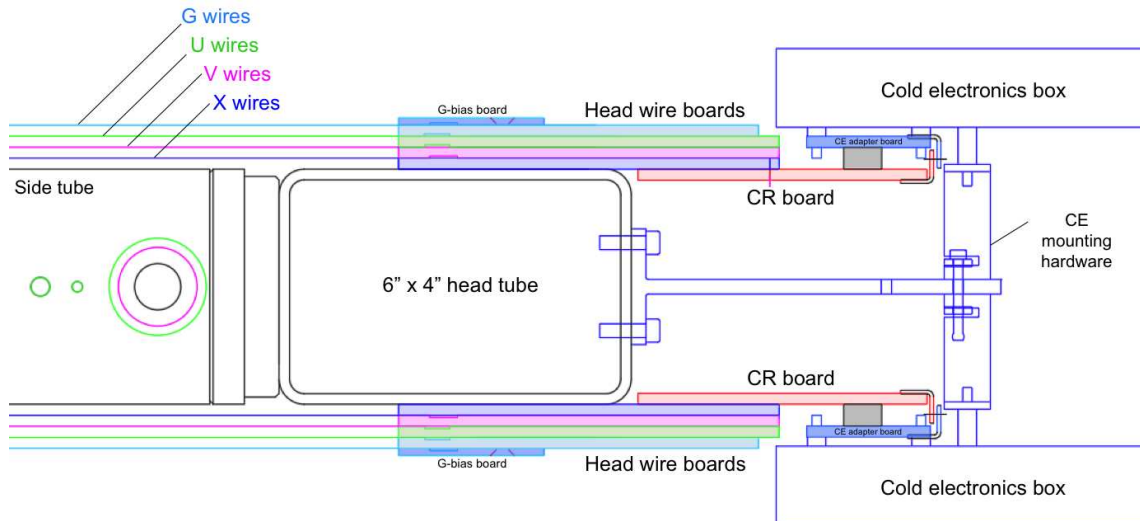 G wires
U wires
V wires
X wires
G-bias board
Head wire boards
Cold electronics box
CE adapter board
Side tube
CR board
CE
mounting
hardware
6” x 4” head tube
CR board
CE adapter board
G-bias board
Head wire boards
Cold electronics box